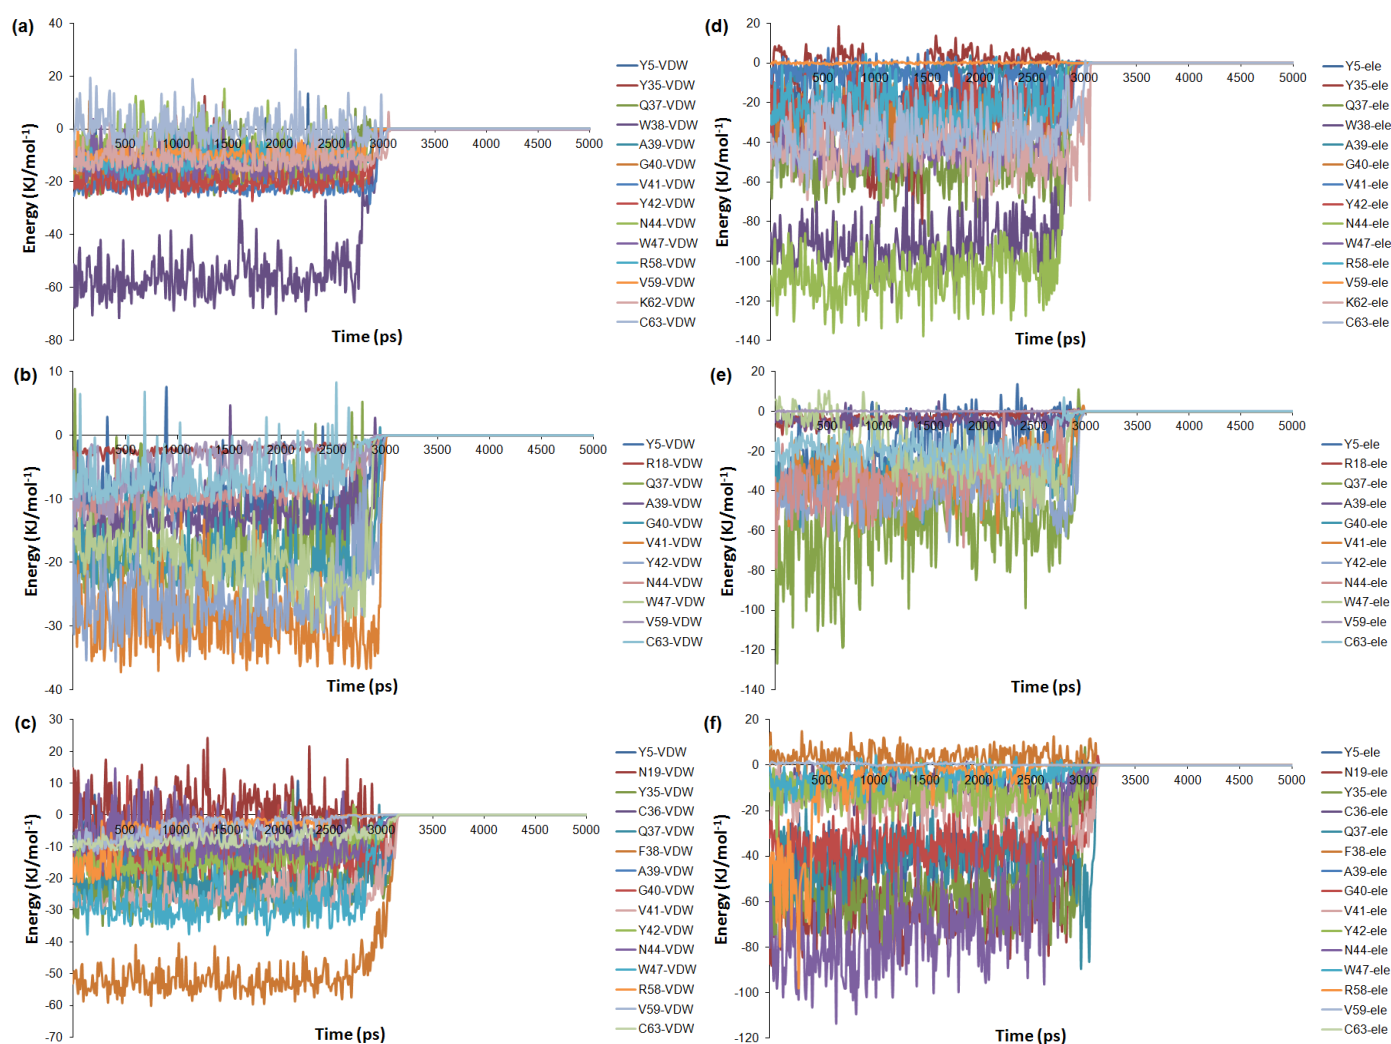 (a)
Energy (KJ/mol⁻¹)
40
20
0
-20
-40
-60
-80
500 1000 1500 2000 2500 3000 3500 4000 4500 5000
Time (ps)
Y5-VDW
Y35-VDW
Q37-VDW
W38-VDW
A39-VDW
G40-VDW
V41-VDW
Y42-VDW
N44-VDW
W47-VDW
R58-VDW
V59-VDW
K62-VDW
C63-VDW
(d)
Energy (KJ/mol⁻¹)
20
0
-20
-40
-60
-80
-100
-120
-140
500 1000 1500 2000 2500 3000 3500 4000 4500 5000
Time (ps)
Y5-ele
Y35-ele
Q37-ele
W38-ele
A39-ele
G40-ele
V41-ele
Y42-ele
N44-ele
W47-ele
R58-ele
V59-ele
K62-ele
C63-ele
(b)
Energy (KJ/mol⁻¹)
10
0
-10
-20
-30
-40
500 1000 1500 2000 2500 3000 3500 4000 4500 5000
Time (ps)
Y5-VDW
R18-VDW
Q37-VDW
A39-VDW
G40-VDW
V41-VDW
Y42-VDW
N44-VDW
W47-VDW
V59-VDW
C63-VDW
(e)
Energy (KJ/mol⁻¹)
20
0
-20
-40
-60
-80
-100
-120
-140
500 1000 1500 2000 2500 3000 3500 4000 4500 5000
Time (ps)
Y5-ele
R18-ele
Q37-ele
A39-ele
G40-ele
V41-ele
Y42-ele
N44-ele
W47-ele
V59-ele
C63-ele
(c)
Energy (KJ/mol⁻¹)
30
20
10
0
-10
-20
-30
-40
-50
-60
-70
500 1000 1500 2000 2500 3000 3500 4000 4500 5000
Time (ps)
Y5-VDW
N19-VDW
Y35-VDW
C36-VDW
Q37-VDW
F38-VDW
A39-VDW
G40-VDW
V41-VDW
Y42-VDW
N44-VDW
W47-VDW
R58-VDW
V59-VDW
C63-VDW
(f)
Energy (KJ/mol⁻¹)
20
0
-20
-40
-60
-80
-100
-120
500 1000 1500 2000 2500 3000 3500 4000 4500 5000
Time (ps)
Y5-ele
N19-ele
Y35-ele
C36-ele
Q37-ele
F38-ele
A39-ele
G40-ele
V41-ele
Y42-ele
N44-ele
W47-ele
R58-ele
V59-ele
C63-ele